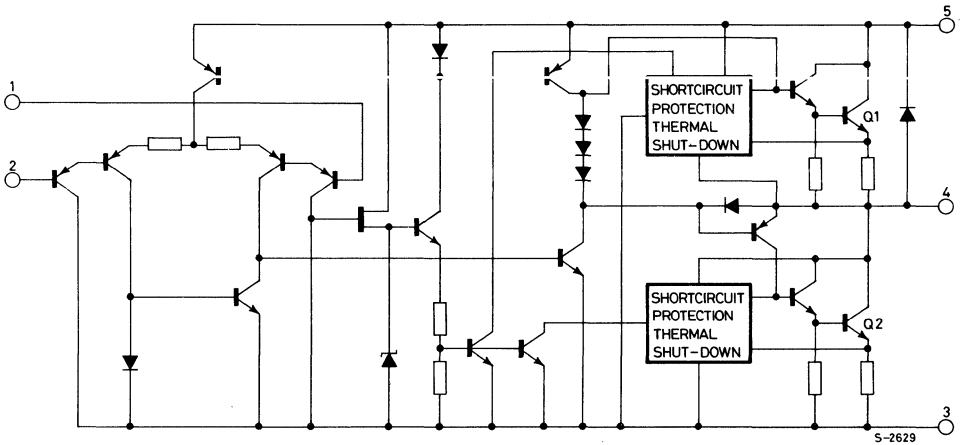 5
1
SHORTCIRCUIT
PROTECTION
THERMAL
SHUT-DOWN
Q1
2
4
SHORTCIRCUIT
PROTECTION
THERMAL
SHUT-DOWN
Q2
3
S-2629